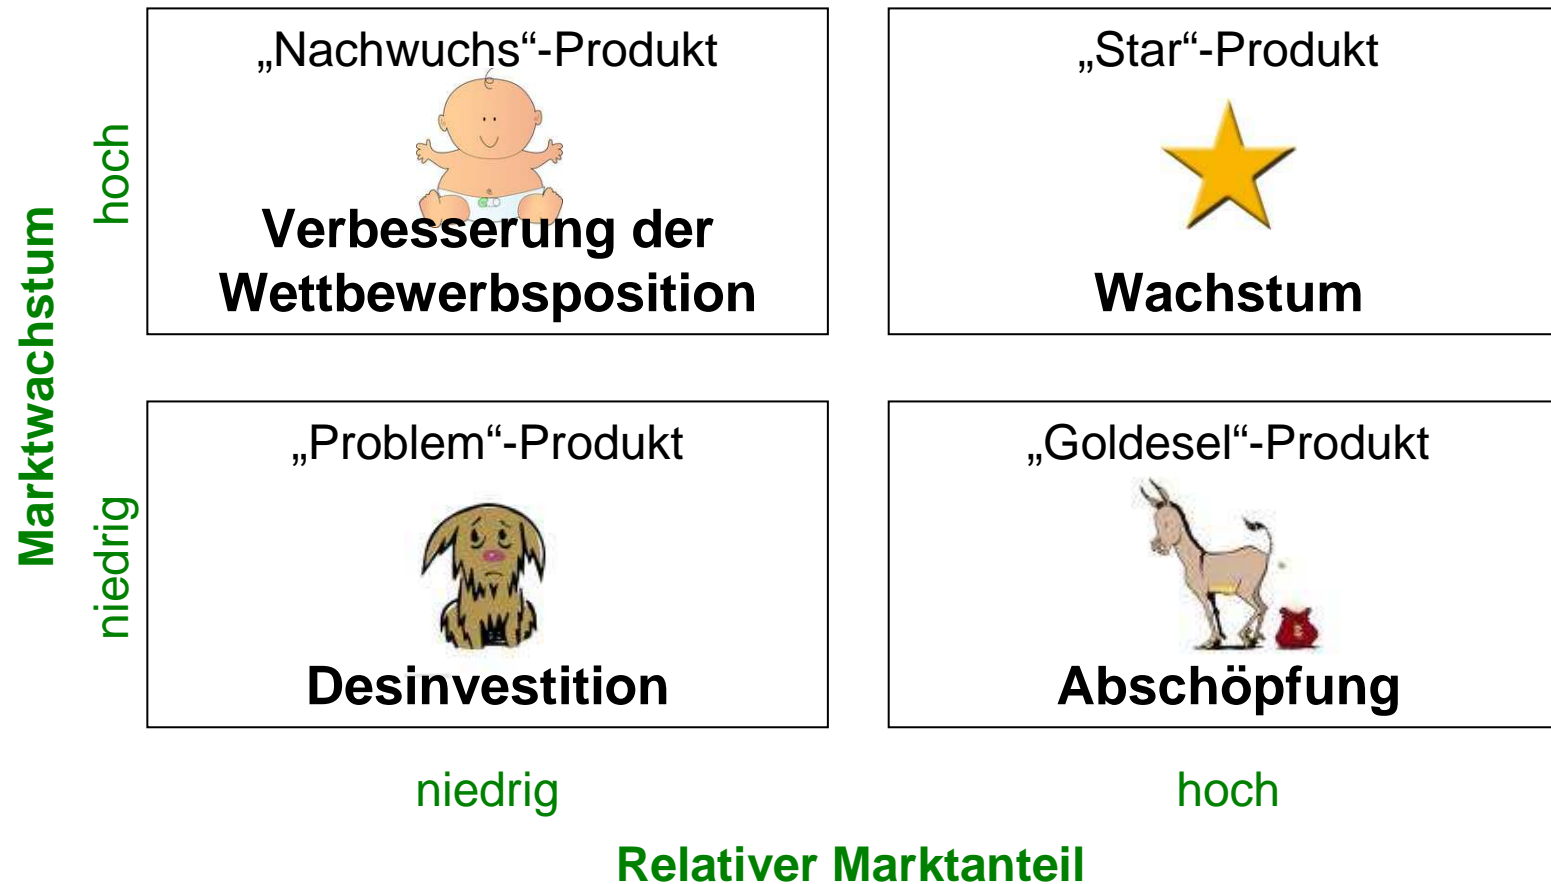 „Nachwuchs“-Produkt
Verbesserung der
Wettbewerbsposition
„Star“-Produkt
Wachstum
hoch
Marktwachstum
niedrig
„Problem“-Produkt
Desinvestition
„Goldesel“-Produkt
Abschöpfung
niedrig
hoch
Relativer Marktanteil